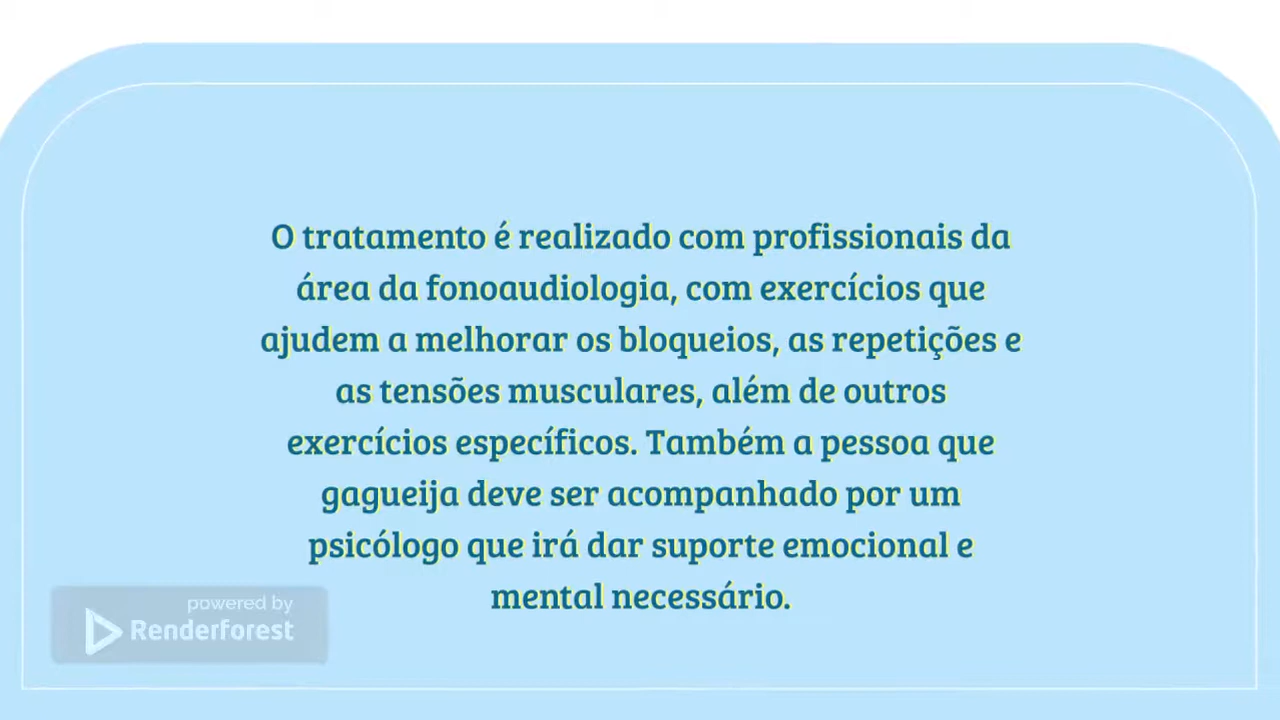 O tratamento é realizado com profissionais da
área da fonoaudiologia, com exercícios que
ajudem a melhorar os bloqueios, as repetições e
as tensões musculares, além de outros
exercícios específicos. Também a pessoa que
gagueija deve ser acompanhado por um
psicólogo que irá dar suporte emocional e
mental necessário.
powered by
Renderforest